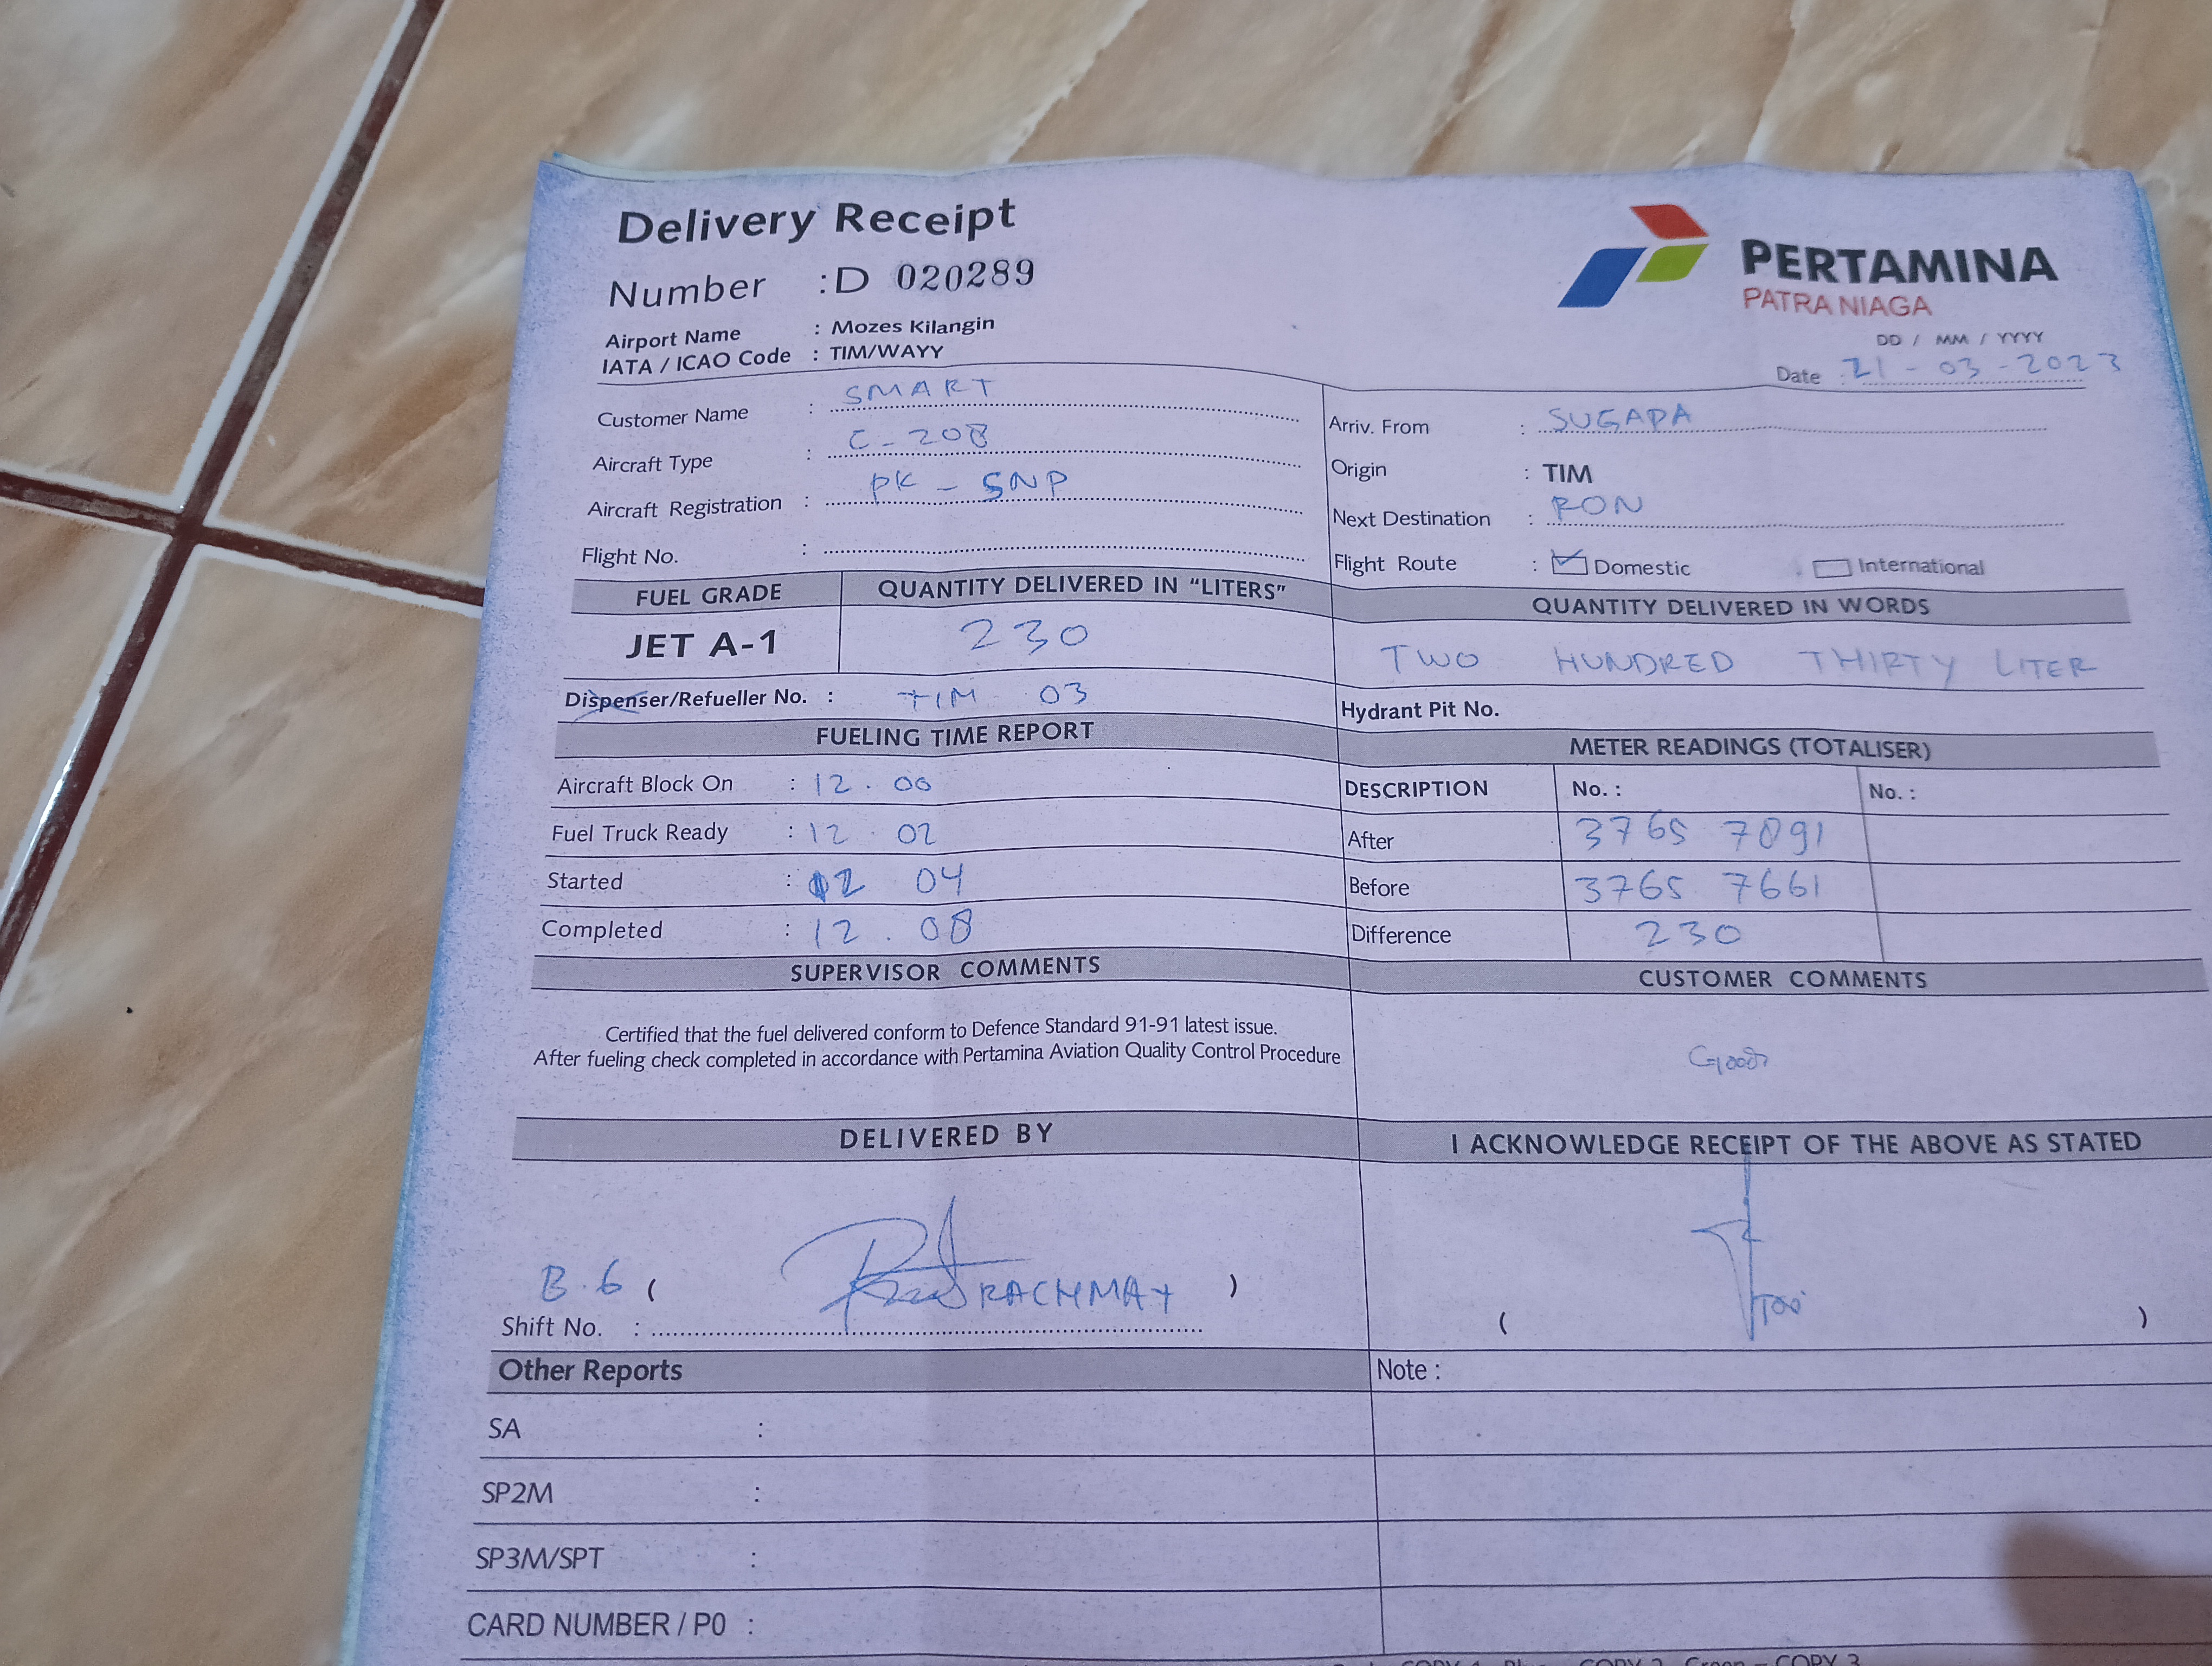 Delivery Receipt
Number : D 020289
PERTAMINA
PATRA NIAGA
Airport Name : Mozes Kilangin
IATA / ICAO Code : TIM/WAYY
DD / MM / YYYY
Date : 21 - 03 - 2023
Customer Name : SMART
Aircraft Type : C - 208
Aircraft Registration : PK - SNP
Flight No. :
Arriv. From : SUGAPA
Origin : TIM
Next Destination : RON
Flight Route : Domestic International
FUEL GRADE QUANTITY DELIVERED IN “LITERS” QUANTITY DELIVERED IN WORDS
JET A-1 230 TWO HUNDRED THIRTY LITER
Dispenser/Refueller No. : TIM 03 Hydrant Pit No.
FUELING TIME REPORT
Aircraft Block On : 12 . 00
Fuel Truck Ready : 12 02
Started : 12 04
Completed : 12 . 08
METER READINGS (TOTALISER)
DESCRIPTION No. : No. :
After 3765 7891
Before 3765 7661
Difference 230
SUPERVISOR COMMENTS
Certified that the fuel delivered conform to Defence Standard 91-91 latest issue.
After fueling check completed in accordance with Pertamina Aviation Quality Control Procedure
CUSTOMER COMMENTS
Good
DELIVERED BY
B . 6 ( RACHMAT )
Shift No. :
I ACKNOWLEDGE RECEIPT OF THE ABOVE AS STATED
( )
Other Reports Note :
SA :
SP2M :
SP3M/SPT :
CARD NUMBER / P0 :
COPY 3